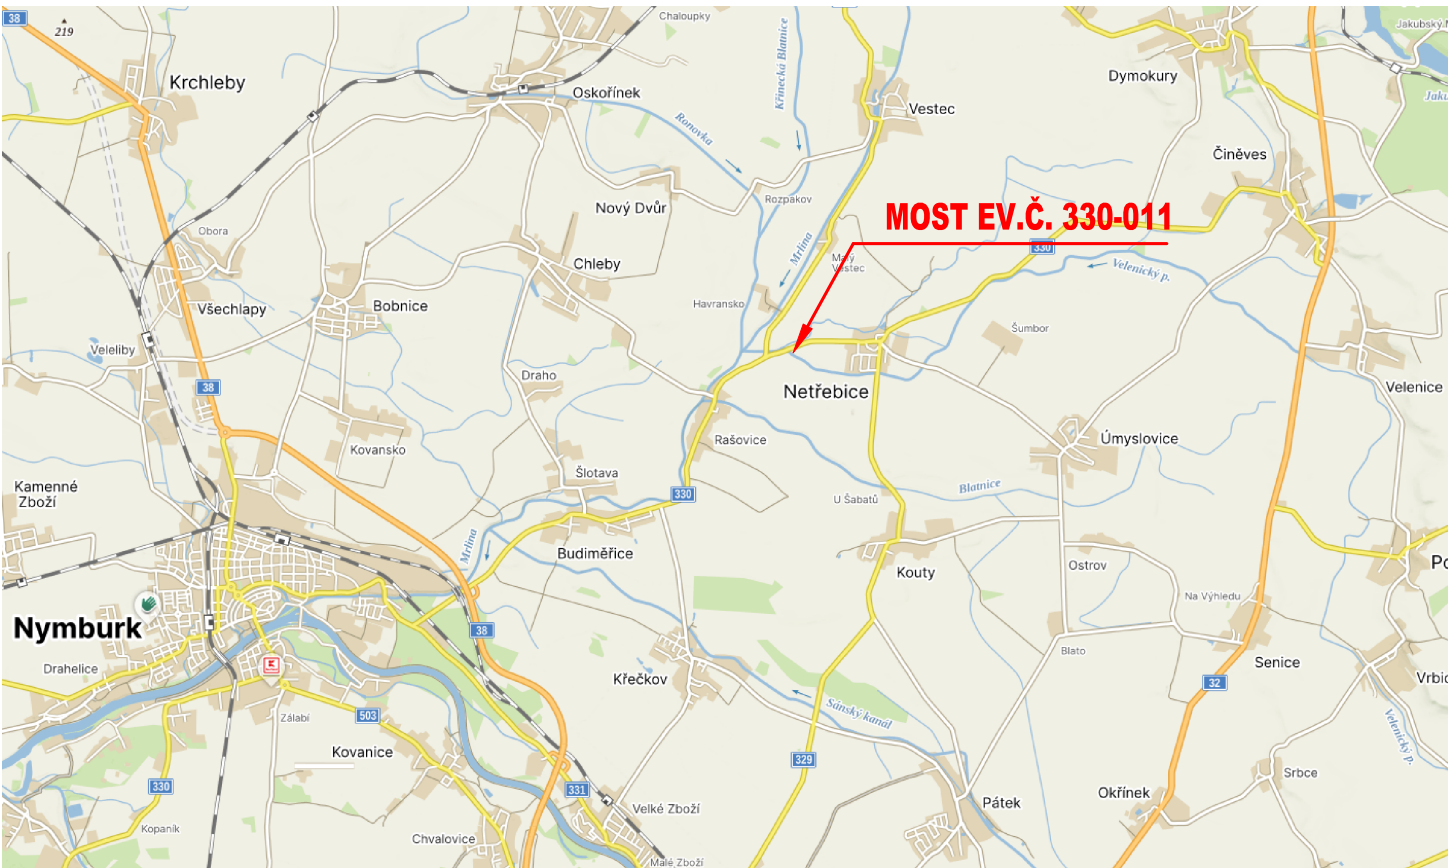 38
219
Chaloupky
Jakubský
Krchleby
Oskořínek
Křinecká Blatnice
Dymokury
Vestec
Ronovka
Činěves
Nový Dvůr
Rozpakov
MOST EV.Č. 330-011
Obora
Chleby
Mrlina
Malý
Vestec
330
Velenický p.
Všechlapy
Bobnice
Havransko
Šumbor
Veleliby
Draho
38
Netřebice
Velenice
Rašovice
Úmyslovice
Kovansko
Šlotava
Kamenné
Zboží
330
U Šabatů
Blatnice
Mrlina
Budiměřice
Kouty
Ostrov
Na Výhledu
Nymburk
38
Drahelice
Křečkov
Blato
Senice
32
Zálabí
503
Sánský kanál
Velenický p.
Kovanice
329
Srbce
330
331
Velké Zboží
Pátek
Okřínek
Kopaník
Chvalovice
Malé Zboží